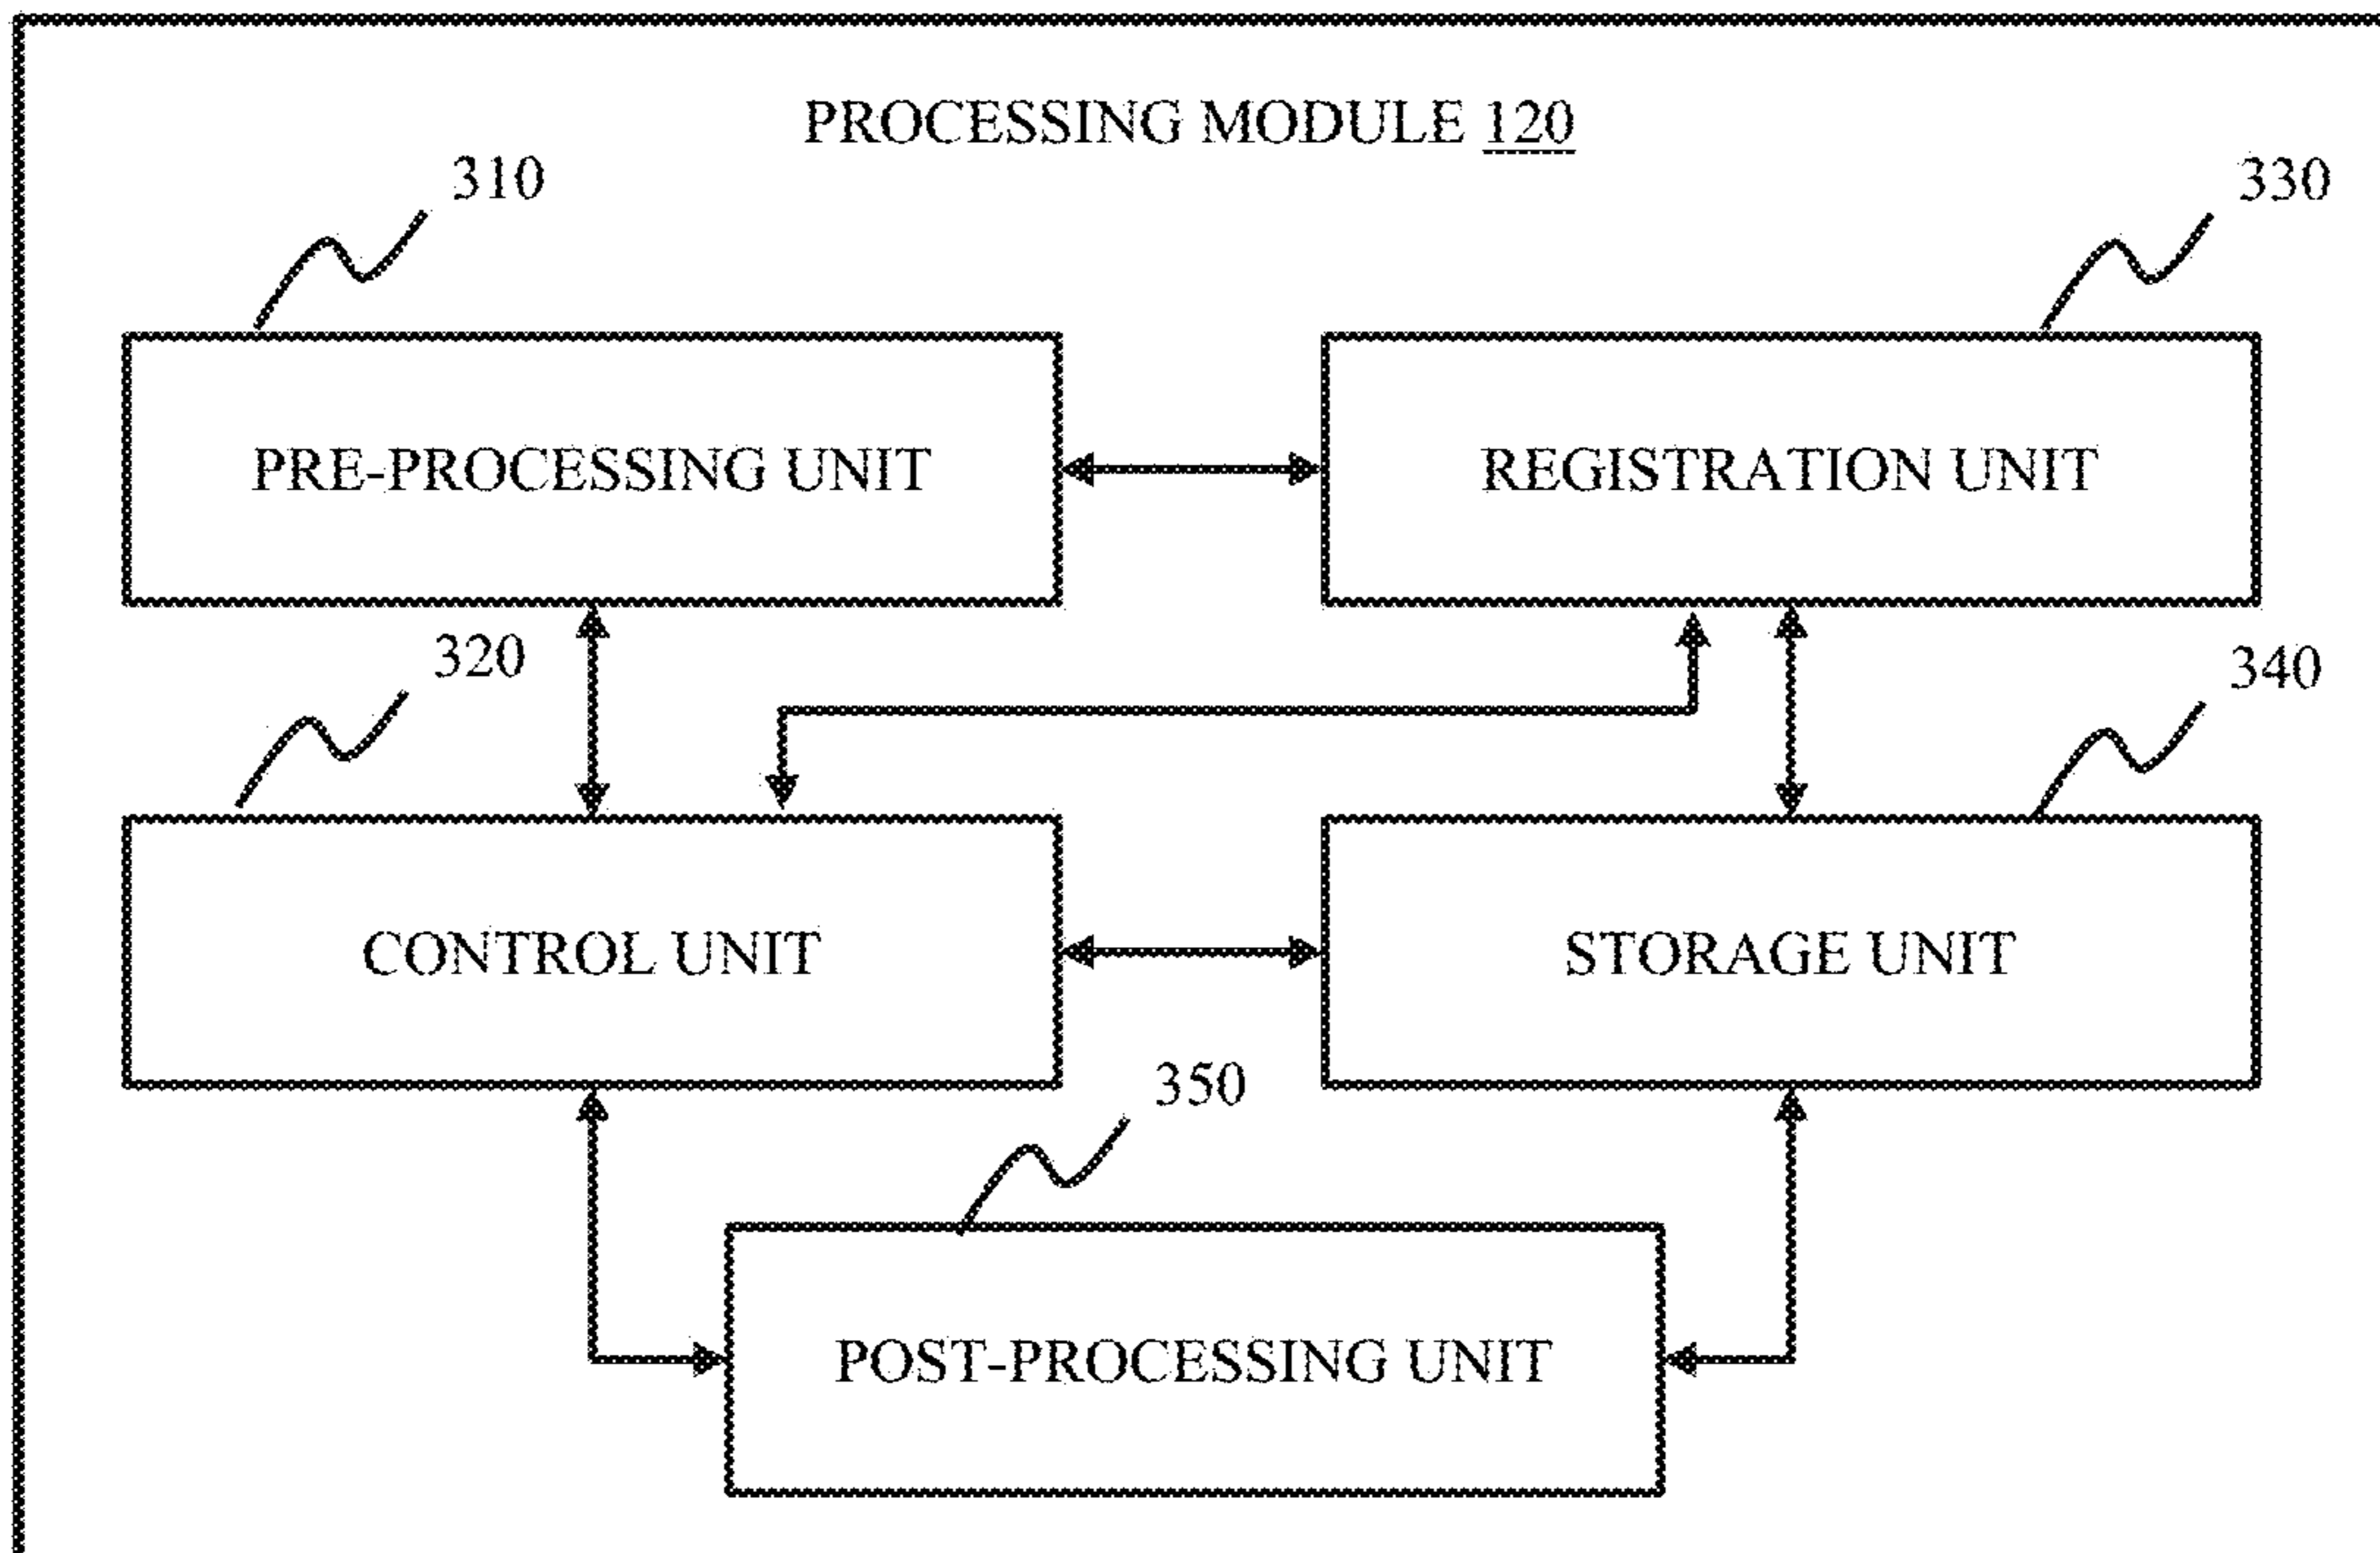 PROCESSING MODULE 120
310
330
PRE-PROCESSING UNIT
REGISTRATION UNIT
320
340
CONTROL UNIT
STORAGE UNIT
350
POST-PROCESSING UNIT